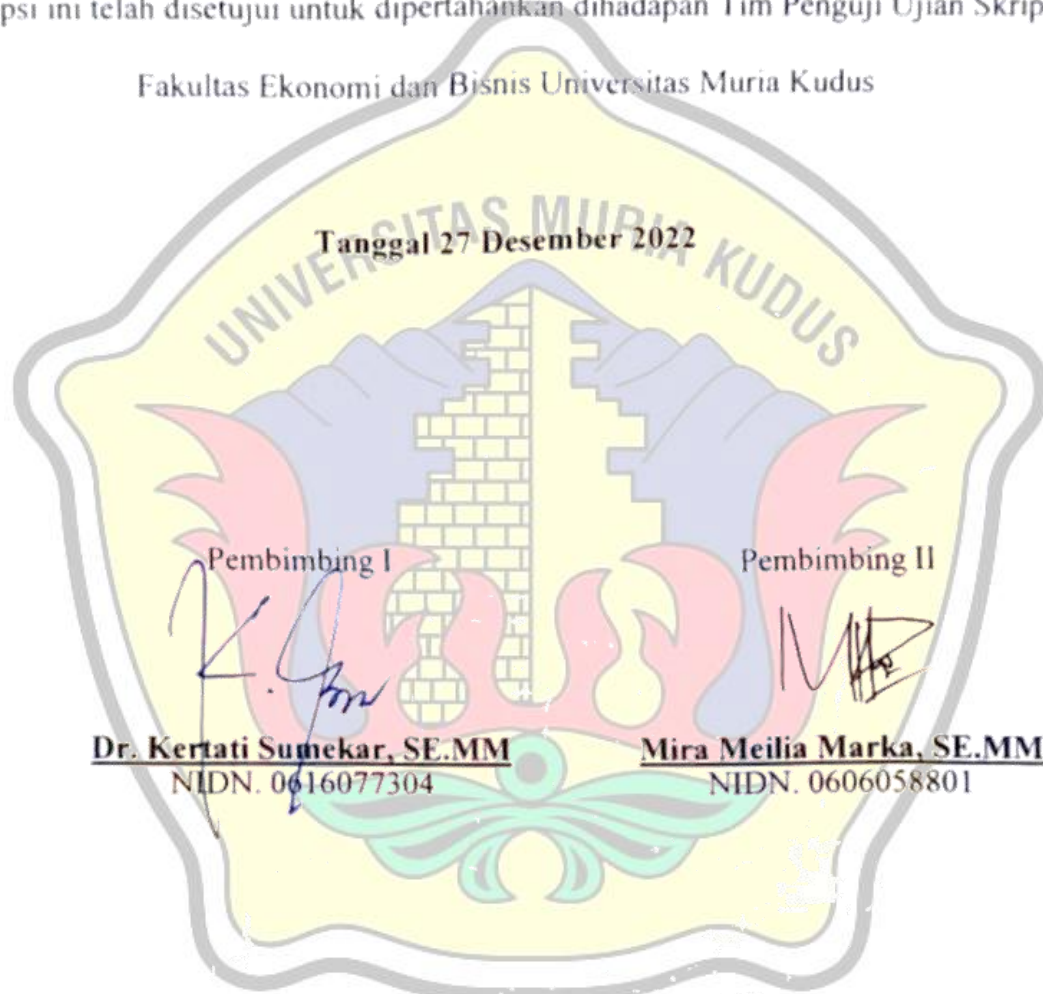 psi ini telah disetujui untuk dipertahankan dihadapan Tim Penguji Ujian Skrip
Fakultas Ekonomi dan Bisnis Universitas Muria Kudus
UNIVERSITAS MURIA KUDUS
Tanggal 27 Desember 2022
Pembimbing I Pembimbing II
Dr. Kertati Sumekar, SE.MM Mira Meilia Marka, SE.MM
NIDN. 0616077304 NIDN. 0606058801